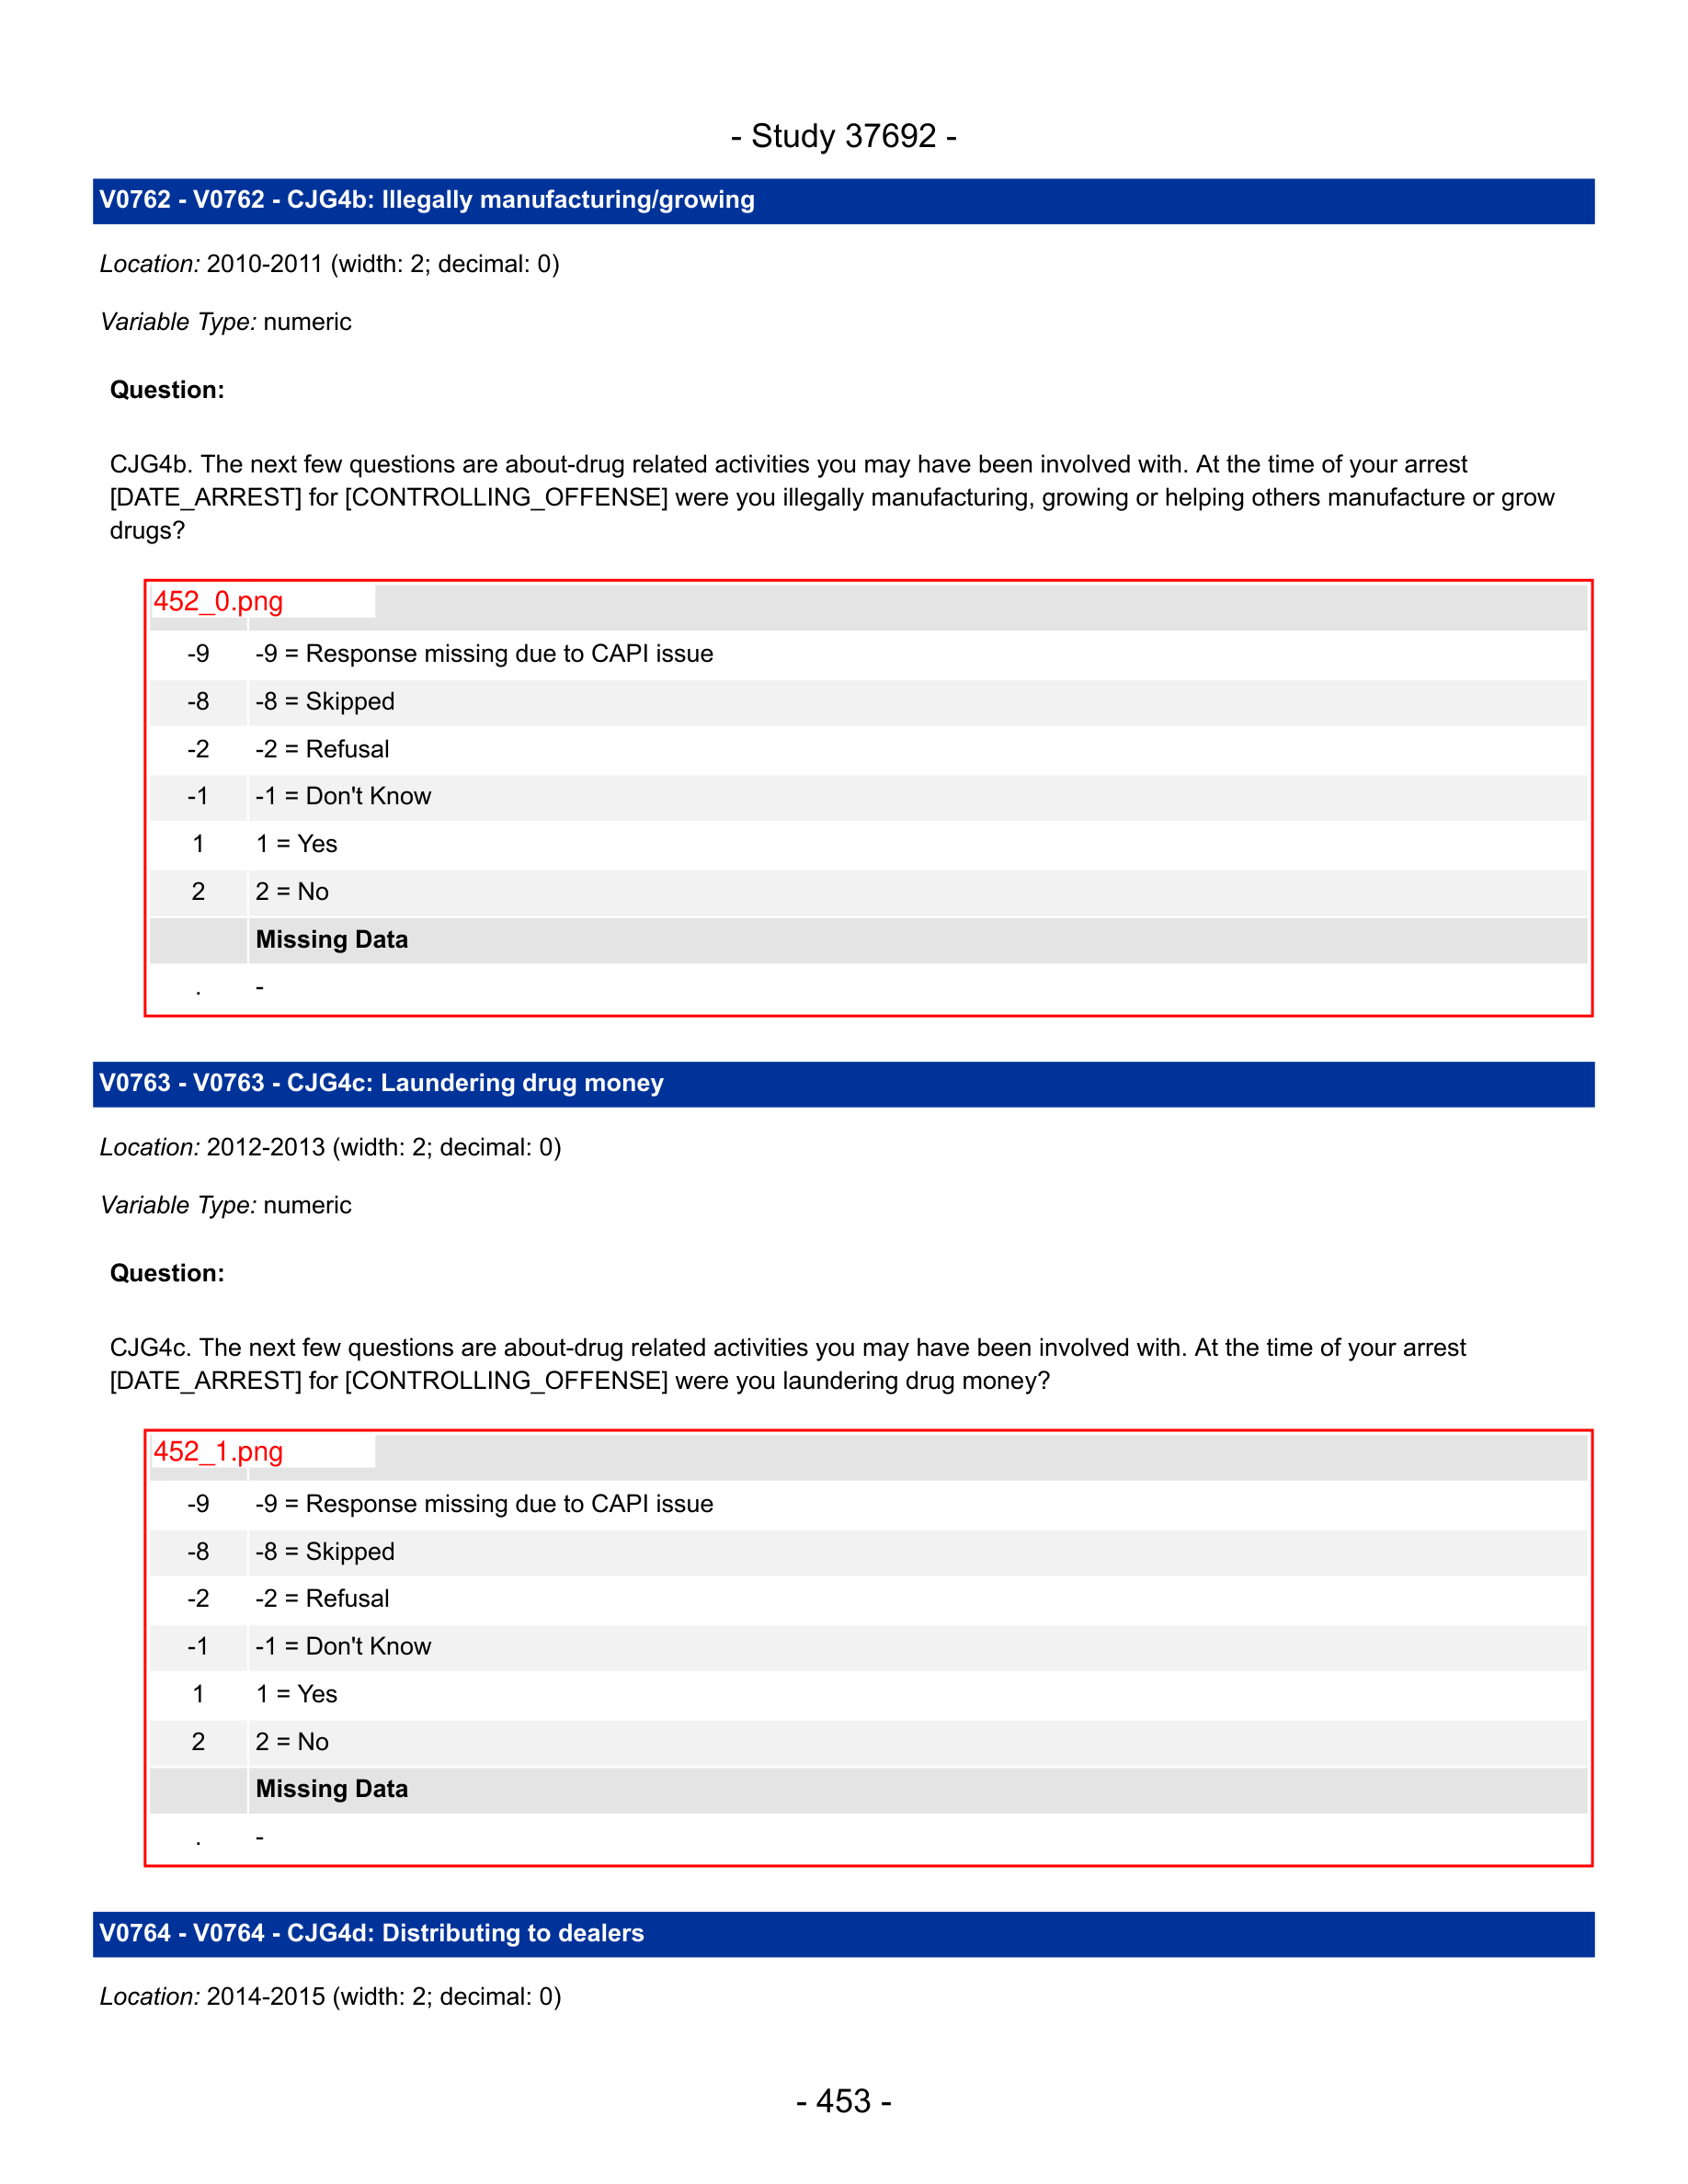 - Study 37692 -
V0762 - V0762 - CJG4b: Illegally manufacturing/growing
Location: 2010-2011 (width: 2; decimal: 0)
Variable Type: numeric
Question:
CJG4b. The next few questions are about-drug related activities you may have been involved with. At the time of your arrest
[DATE_ARREST] for [CONTROLLING_OFFENSE] were you illegally manufacturing, growing or helping others manufacture or grow
drugs?
452_0.png
-9 -9 = Response missing due to CAPI issue
-8 -8 = Skipped
-2 -2 = Refusal
-1 -1 = Don't Know
1 1 = Yes
2 2 = No
Missing Data
. -
V0763 - V0763 - CJG4c: Laundering drug money
Location: 2012-2013 (width: 2; decimal: 0)
Variable Type: numeric
Question:
CJG4c. The next few questions are about-drug related activities you may have been involved with. At the time of your arrest
[DATE_ARREST] for [CONTROLLING_OFFENSE] were you laundering drug money?
452_1.png
-9 -9 = Response missing due to CAPI issue
-8 -8 = Skipped
-2 -2 = Refusal
-1 -1 = Don't Know
1 1 = Yes
2 2 = No
Missing Data
. -
V0764 - V0764 - CJG4d: Distributing to dealers
Location: 2014-2015 (width: 2; decimal: 0)
- 453 -